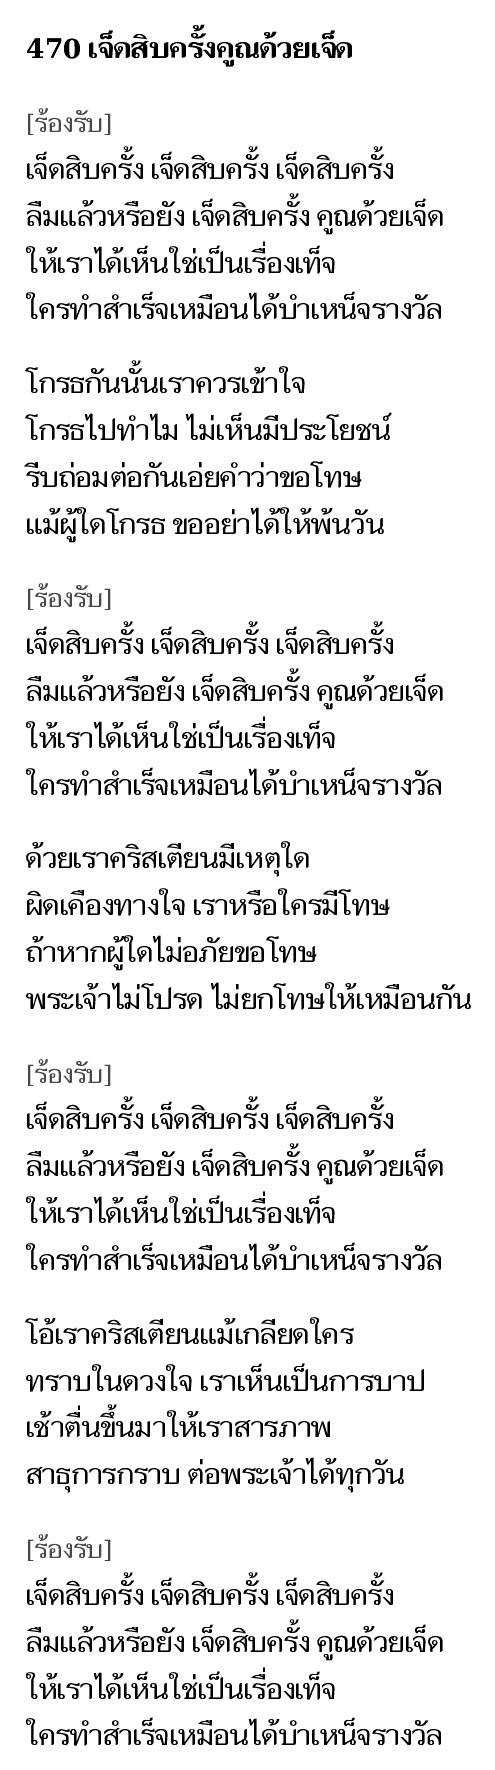 470 เจ็ดสิบครั้งคูณด้วยเจ็ด
[ร้องรับ]
เจ็ดสิบครั้ง เจ็ดสิบครั้ง เจ็ดสิบครั้ง
ลืมแล้วหรือยัง เจ็ดสิบครั้ง คูณด้วยเจ็ด
ให้เราได้เห็นใช่เป็นเรื่องเท็จ
ใครทำสำเร็จเหมือนได้บำเหน็จรางวัล
โกรธกันนั้นเราควรเข้าใจ
โกรธไปทำไม ไม่เห็นมีประโยชน์
รีบถ่อมต่อกันเอ่ยคำว่าขอโทษ
แม้ผู้ใดโกรธ ขออย่าได้ให้พ้นวัน
[ร้องรับ]
เจ็ดสิบครั้ง เจ็ดสิบครั้ง เจ็ดสิบครั้ง
ลืมแล้วหรือยัง เจ็ดสิบครั้ง คูณด้วยเจ็ด
ให้เราได้เห็นใช่เป็นเรื่องเท็จ
ใครทำสำเร็จเหมือนได้บำเหน็จรางวัล
ด้วยเราคริสเตียนมีเหตุใด
ผิดเคืองทางใจ เราหรือใครมีโทษ
ถ้าหากผู้ใดไม่อภัยขอโทษ
พระเจ้าไม่โปรด ไม่ยกโทษให้เหมือนกัน
[ร้องรับ]
เจ็ดสิบครั้ง เจ็ดสิบครั้ง เจ็ดสิบครั้ง
ลืมแล้วหรือยัง เจ็ดสิบครั้ง คูณด้วยเจ็ด
ให้เราได้เห็นใช่เป็นเรื่องเท็จ
ใครทำสำเร็จเหมือนได้บำเหน็จรางวัล
โอ้เราคริสเตียนแม้เกลียดใคร
ทราบในดวงใจ เราเห็นเป็นการบาป
เช้าตื่นขึ้นมาให้เราสารภาพ
สาธุการกราบ ต่อพระเจ้าได้ทุกวัน
[ร้องรับ]
เจ็ดสิบครั้ง เจ็ดสิบครั้ง เจ็ดสิบครั้ง
ลืมแล้วหรือยัง เจ็ดสิบครั้ง คูณด้วยเจ็ด
ให้เราได้เห็นใช่เป็นเรื่องเท็จ
ใครทำสำเร็จเหมือนได้บำเหน็จรางวัล